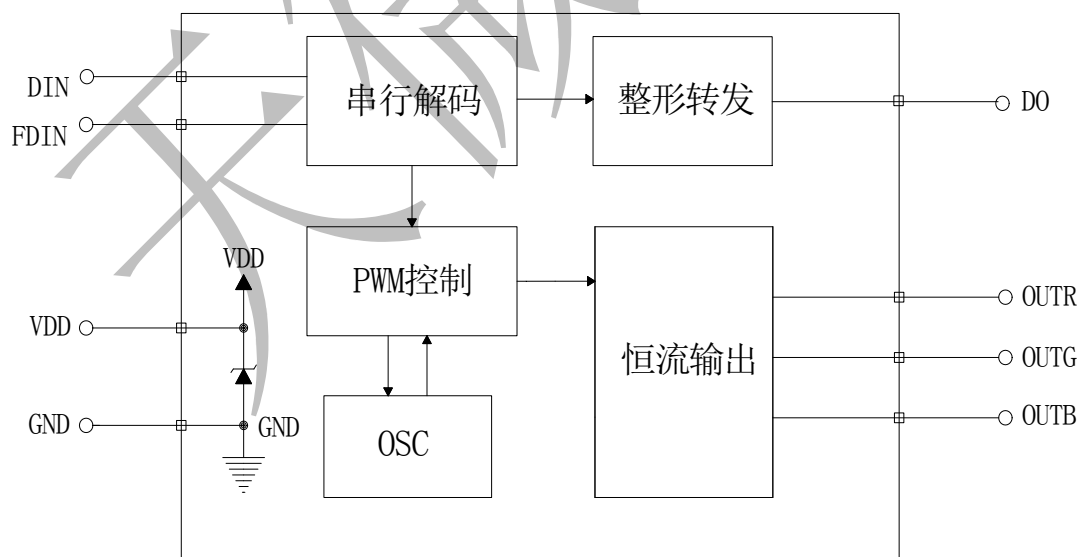 DIN
FDIN
串行解码
整形转发
DO
VDD
PWM控制
VDD
GND
GND
OSC
恒流输出
OUTR
OUTG
OUTB